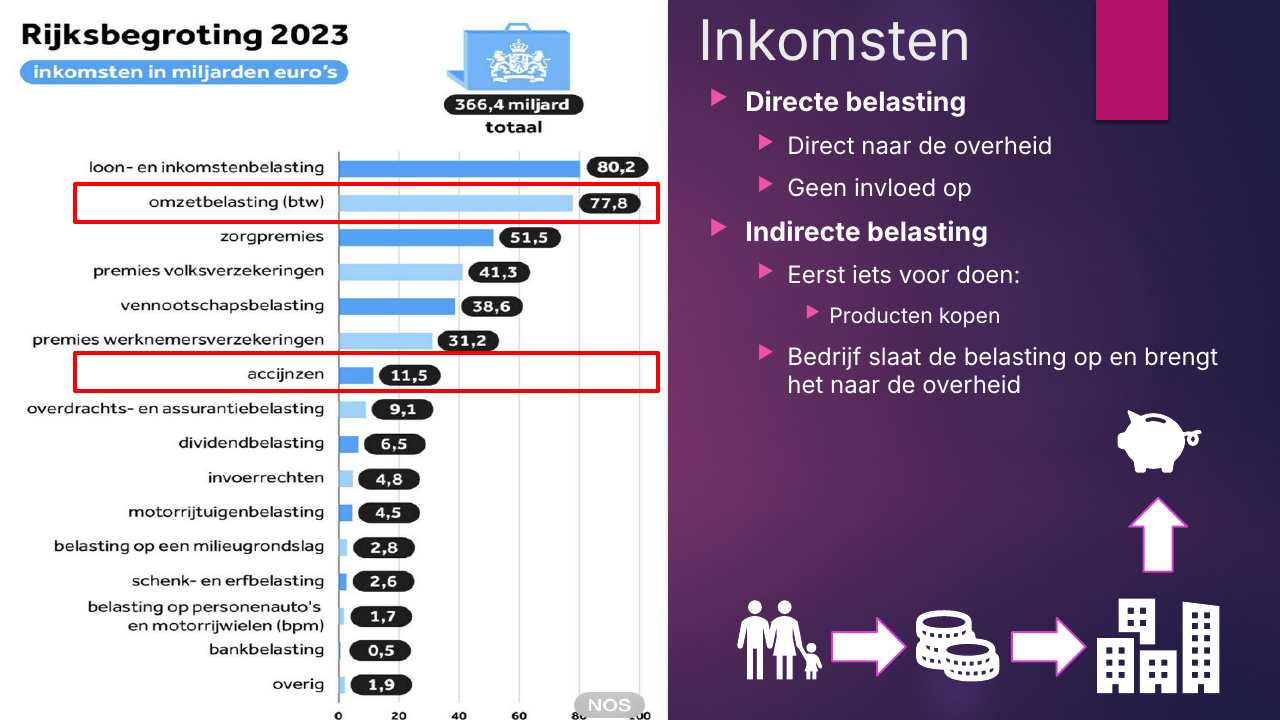 Rijksbegroting 2023
inkomsten in miljarden euro's
366,4 miljard
totaal
loon- en inkomstenbelasting 80,2
omzetbelasting (btw) 77,8
zorgpremies 51,5
premies volksverzekeringen 41,3
vennootschapsbelasting 38,6
premies werknemersverzekeringen 31,2
accijnzen 11,5
overdrachts- en assurantiebelasting 9,1
dividendbelasting 6,5
invoerrechten 4,8
motorrijtuigenbelasting 4,5
belasting op een milieugrondslag 2,8
schenk- en erfbelasting 2,6
belasting op personenauto's
en motorrijwielen (bpm) 1,7
bankbelasting 0,5
overig 1,9
NOS
0 20 40 60 80 100
Inkomsten
Directe belasting
Direct naar de overheid
Geen invloed op
Indirecte belasting
Eerst iets voor doen:
Producten kopen
Bedrijf slaat de belasting op en brengt
het naar de overheid